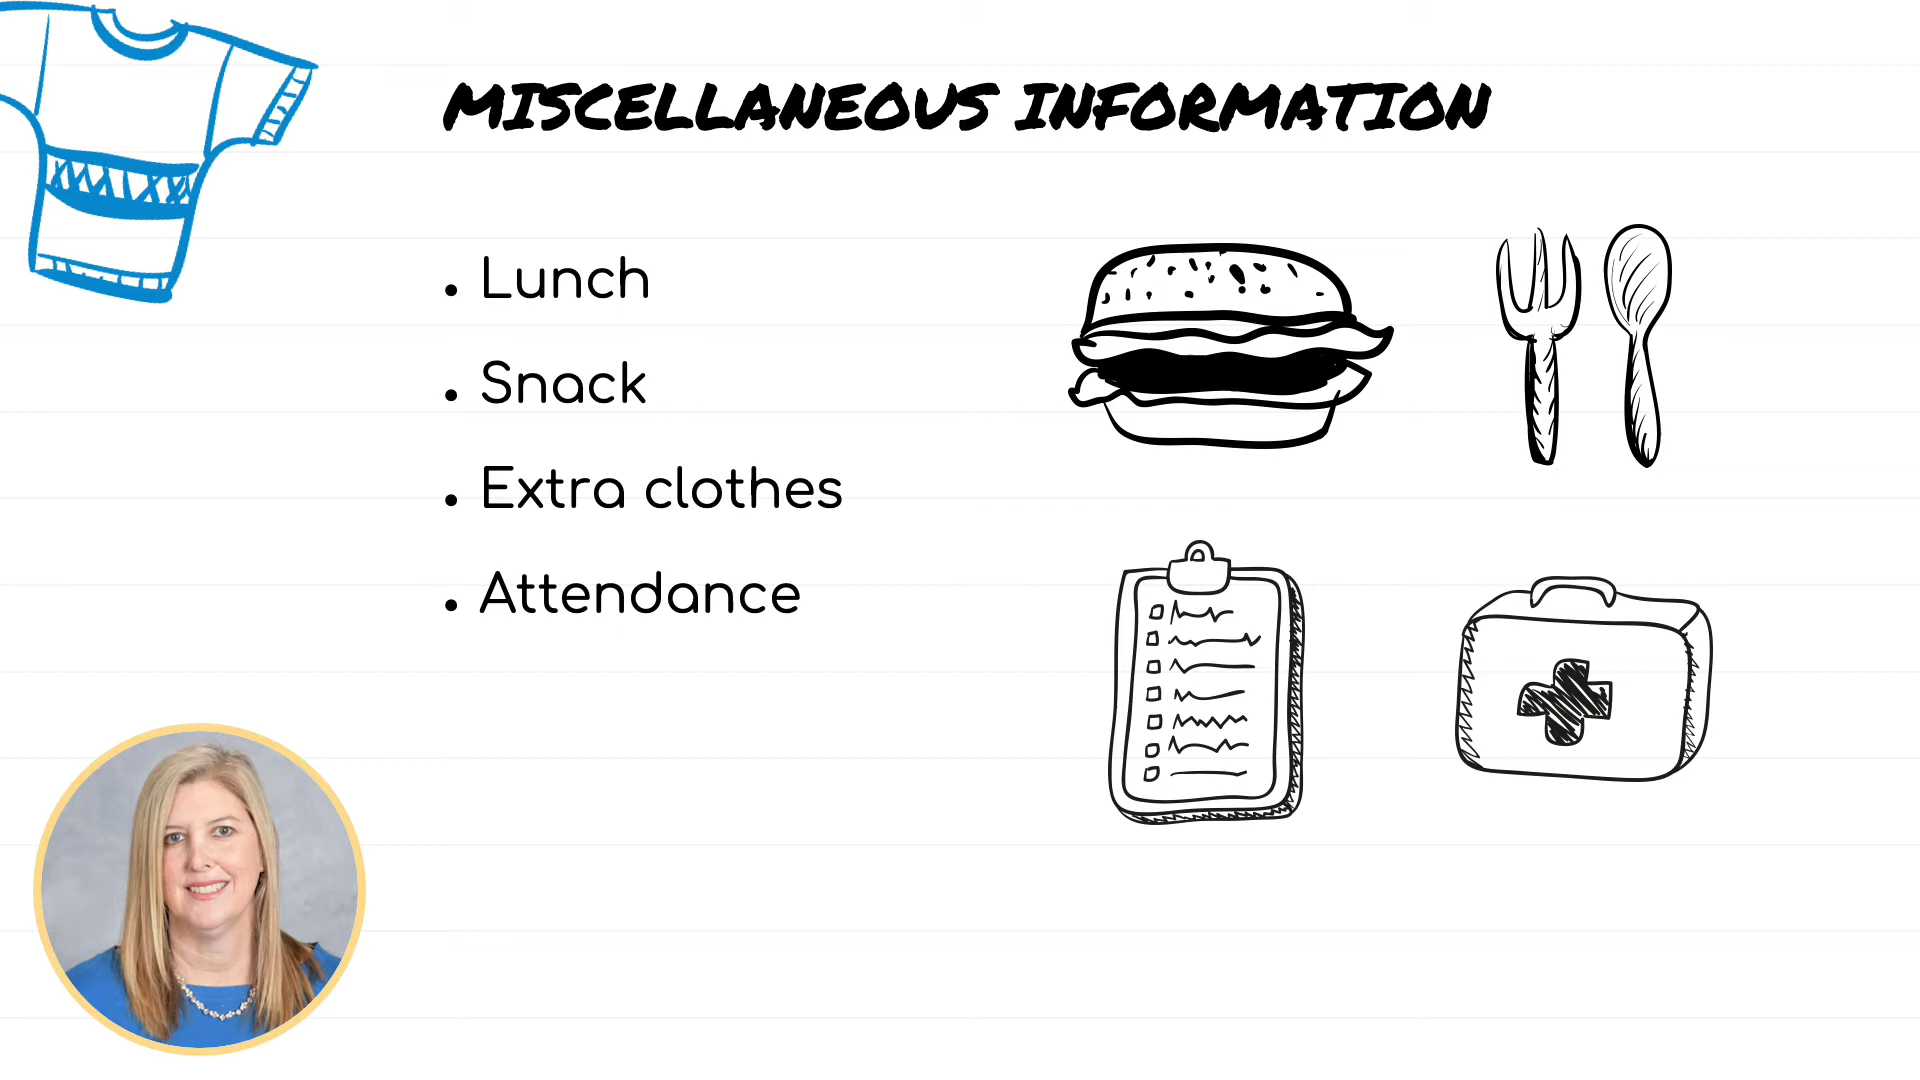 MISCELLANEOUS INFORMATION
• Lunch
• Snack
• Extra clothes
• Attendance